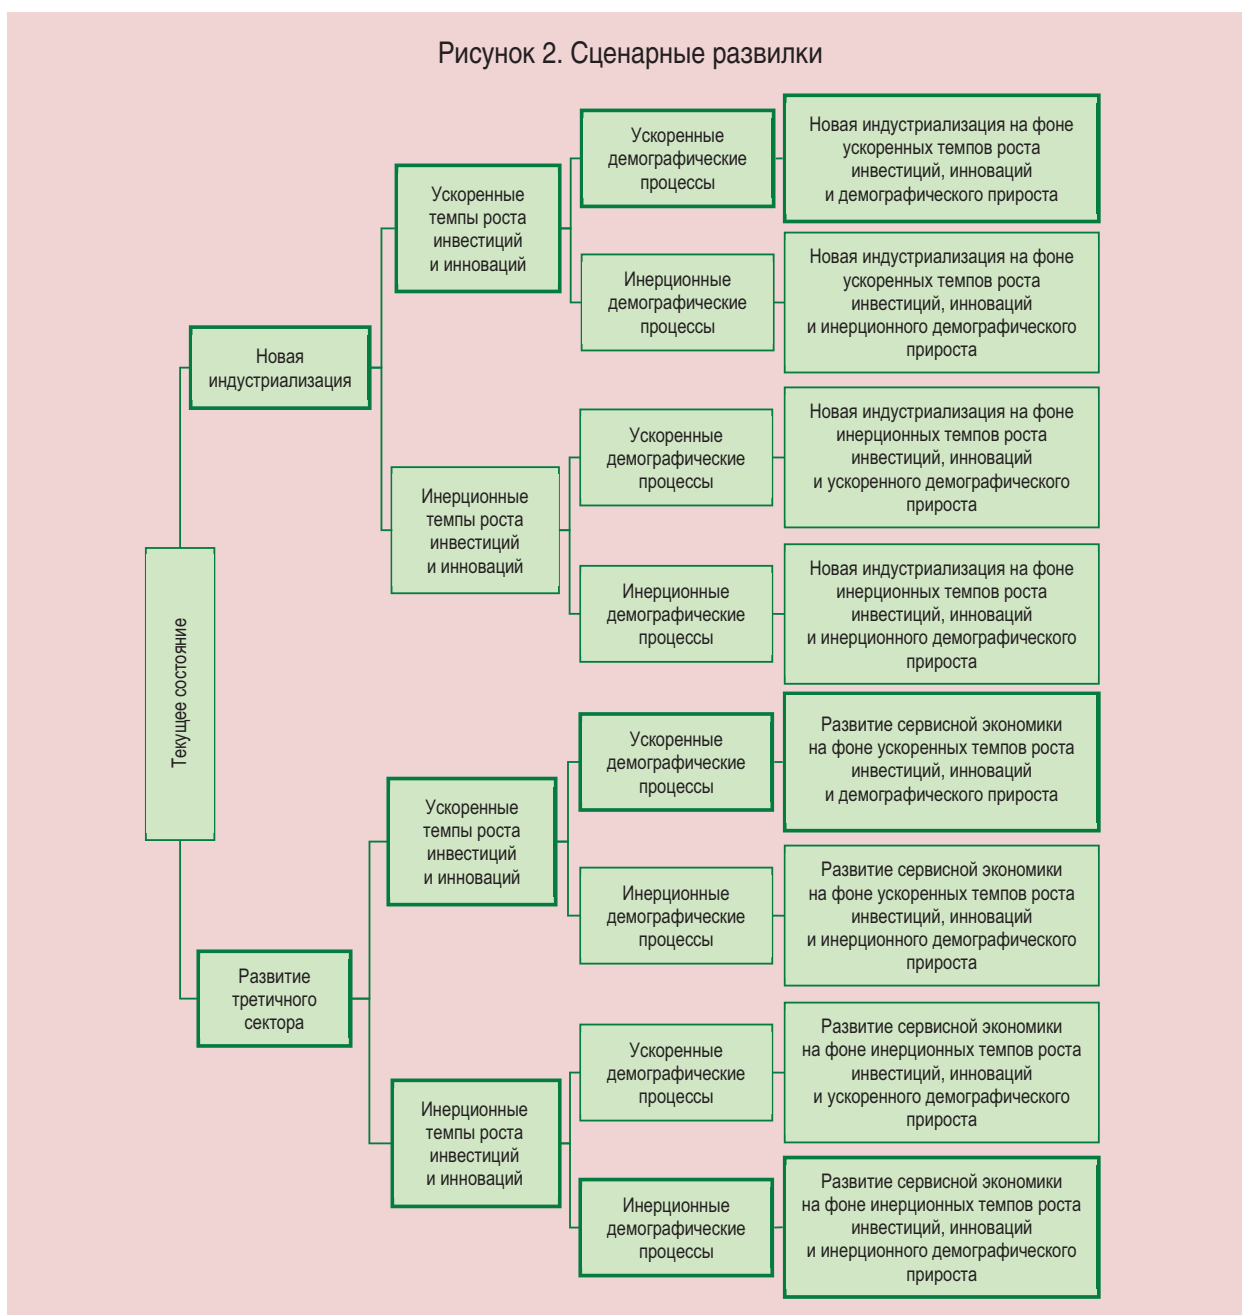 Рисунок 2. Сценарные развилки
Текущее состояние
Новая
индустриализация
Ускоренные
темпы роста
инвестиций
и инноваций
Ускоренные
демографические
процессы
Новая индустриализация на фоне
ускоренных темпов роста
инвестиций, инноваций
и демографического прироста
Инерционные
демографические
процессы
Новая индустриализация на фоне
ускоренных темпов роста
инвестиций, инноваций
и инерционного демографического
прироста
Инерционные
темпы роста
инвестиций
и инноваций
Ускоренные
демографические
процессы
Новая индустриализация на фоне
инерционных темпов роста
инвестиций, инноваций
и ускоренного демографического
прироста
Инерционные
демографические
процессы
Новая индустриализация на фоне
инерционных темпов роста
инвестиций, инноваций
и инерционного демографического
прироста
Развитие
третичного
сектора
Ускоренные
темпы роста
инвестиций
и инноваций
Ускоренные
демографические
процессы
Развитие сервисной экономики
на фоне ускоренных темпов роста
инвестиций, инноваций
и демографического прироста
Инерционные
демографические
процессы
Развитие сервисной экономики
на фоне ускоренных темпов роста
инвестиций, инноваций
и инерционного демографического
прироста
Инерционные
темпы роста
инвестиций
и инноваций
Ускоренные
демографические
процессы
Развитие сервисной экономики
на фоне инерционных темпов роста
инвестиций, инноваций
и ускоренного демографического
прироста
Инерционные
демографические
процессы
Развитие сервисной экономики
на фоне инерционных темпов роста
инвестиций, инноваций
и инерционного демографического
прироста